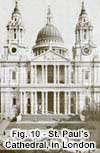 Fig. 10 - St. Paul's
Cathedral, in London